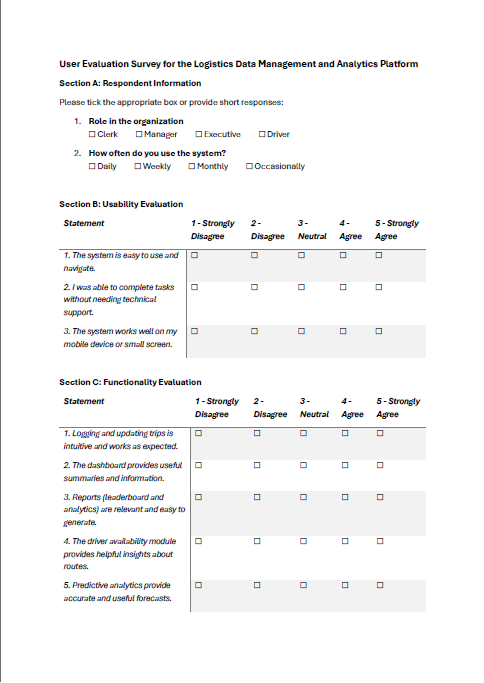 User Evaluation Survey for the Logistics Data Management and Analytics Platform
Section A: Respondent Information
Please tick the appropriate box or provide short responses:
1. Role in the organization
☐ Clerk ☐ Manager ☐ Executive ☐ Driver
2. How often do you use the system?
☐ Daily ☐ Weekly ☐ Monthly ☐ Occasionally
Section B: Usability Evaluation
Statement 1 - Strongly 2 - 3 - 4 - 5 - Strongly
Disagree Disagree Neutral Agree Agree
1. The system is easy to use and ☐ ☐ ☐ ☐ ☐
navigate.
2. I was able to complete tasks ☐ ☐ ☐ ☐ ☐
without needing technical
support.
3. The system works well on my ☐ ☐ ☐ ☐ ☐
mobile device or small screen.
Section C: Functionality Evaluation
Statement 1 - Strongly 2 - 3 - 4 - 5 - Strongly
Disagree Disagree Neutral Agree Agree
1. Logging and updating trips is ☐ ☐ ☐ ☐ ☐
intuitive and works as expected.
2. The dashboard provides useful ☐ ☐ ☐ ☐ ☐
summaries and information.
3. Reports (leaderboard and ☐ ☐ ☐ ☐ ☐
analytics) are relevant and easy to
generate.
4. The driver availability module ☐ ☐ ☐ ☐ ☐
provides helpful insights about
routes.
5. Predictive analytics provide ☐ ☐ ☐ ☐ ☐
accurate and useful forecasts.